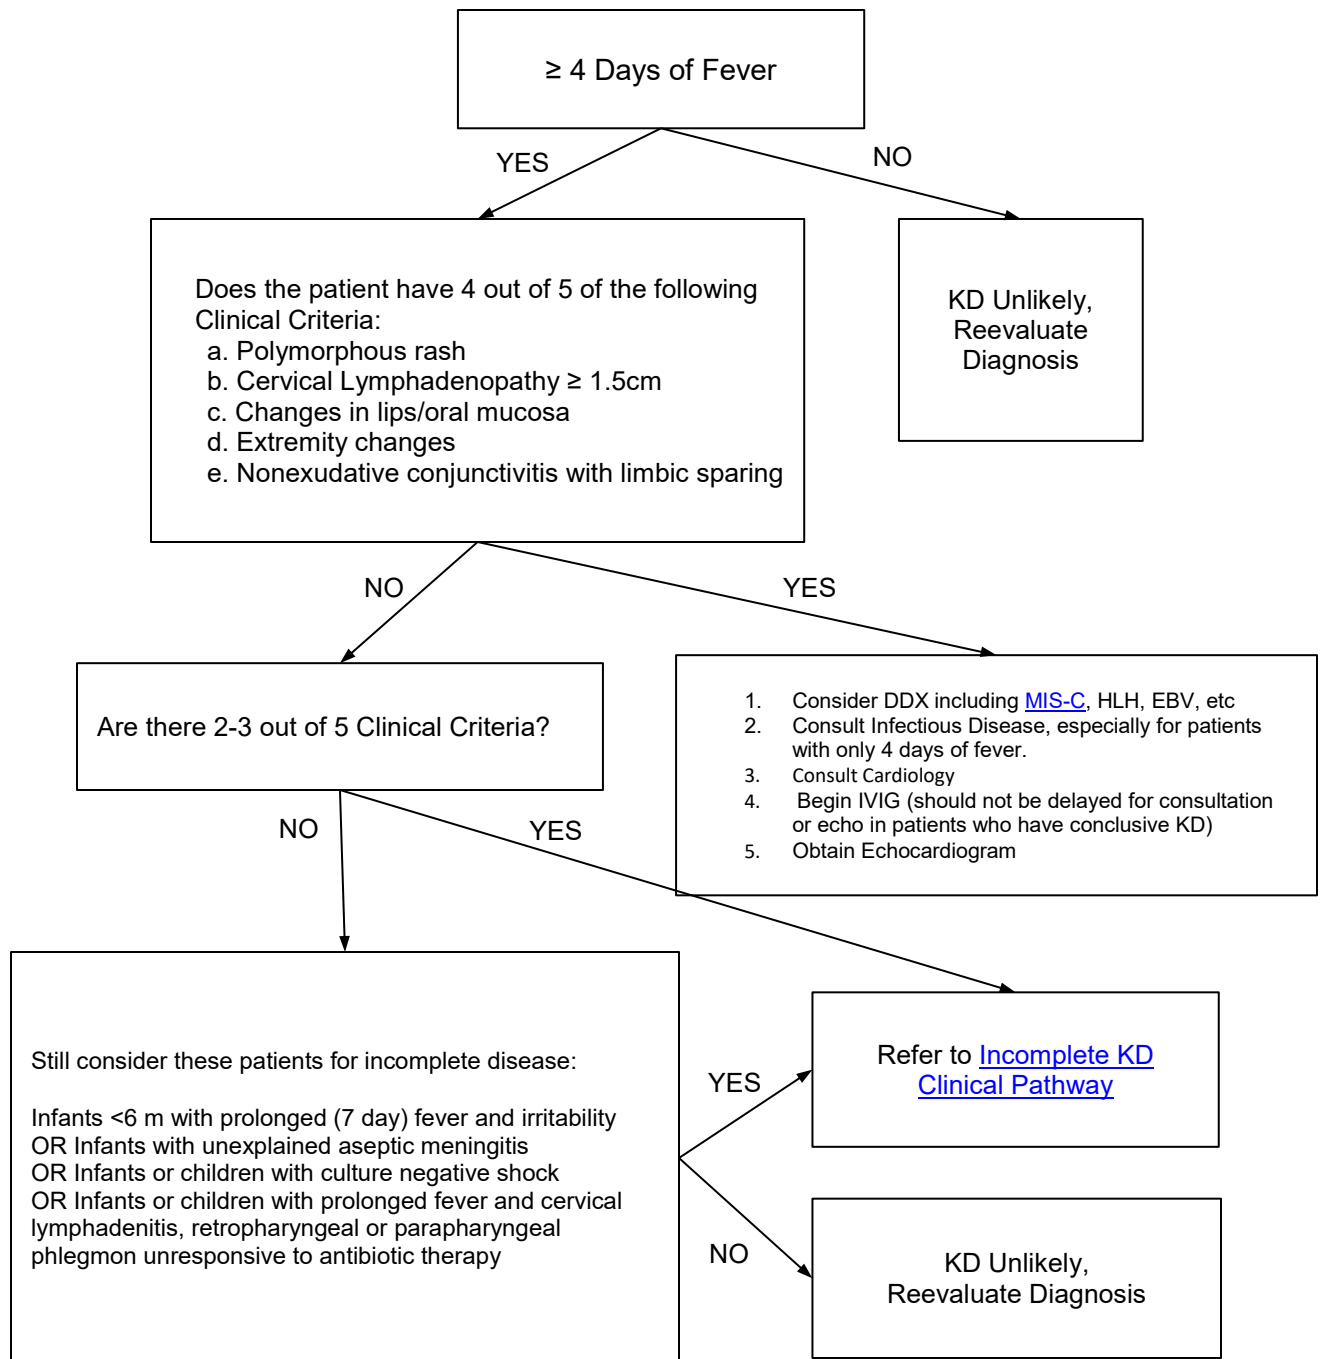 ≥ 4 Days of Fever
YES
NO
Does the patient have 4 out of 5 of the following
Clinical Criteria:
a. Polymorphous rash
b. Cervical Lymphadenopathy ≥ 1.5cm
c. Changes in lips/oral mucosa
d. Extremity changes
e. Nonexudative conjunctivitis with limbic sparing
KD Unlikely,
Reevaluate
Diagnosis
NO
YES
Are there 2-3 out of 5 Clinical Criteria?
1. Consider DDX including MIS-C, HLH, EBV, etc
2. Consult Infectious Disease, especially for patients
with only 4 days of fever.
3. Consult Cardiology
4. Begin IVIG (should not be delayed for consultation
or echo in patients who have conclusive KD)
5. Obtain Echocardiogram
NO
YES
Still consider these patients for incomplete disease:
Infants <6 m with prolonged (7 day) fever and irritability
OR Infants with unexplained aseptic meningitis
OR Infants or children with culture negative shock
OR Infants or children with prolonged fever and cervical
lymphadenitis, retropharyngeal or parapharyngeal
phlegmon unresponsive to antibiotic therapy
YES
Refer to Incomplete KD
Clinical Pathway
NO
KD Unlikely,
Reevaluate Diagnosis